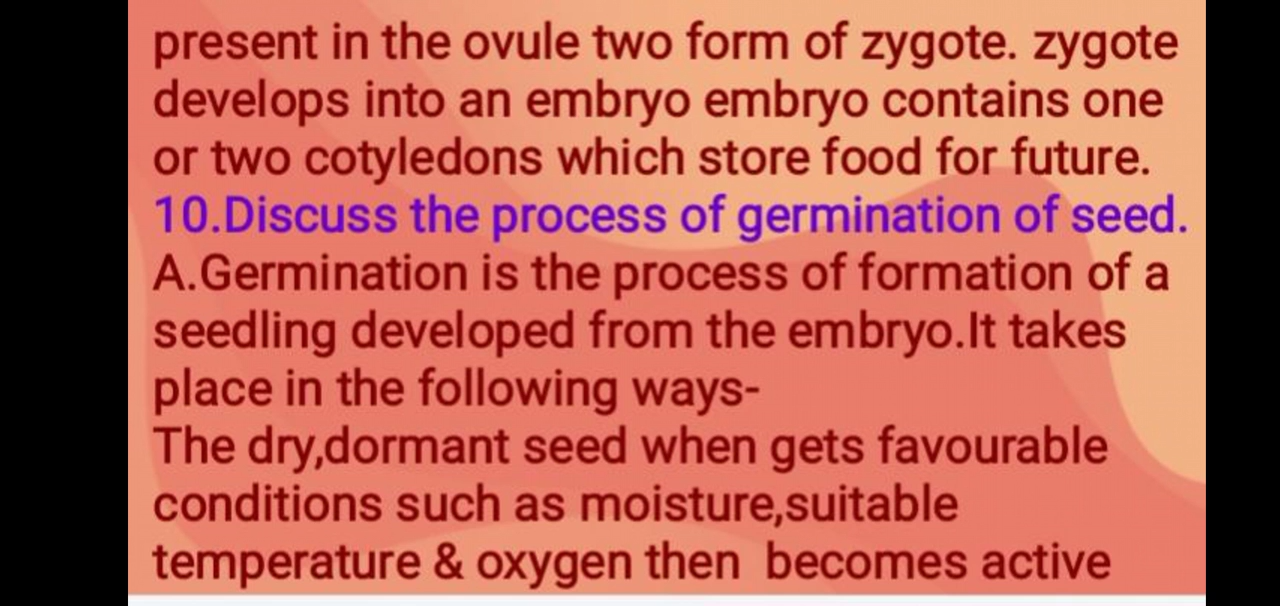 present in the ovule two form of zygote. zygote
develops into an embryo embryo contains one
or two cotyledons which store food for future.
10.Discuss the process of germination of seed.
A.Germination is the process of formation of a
seedling developed from the embryo.It takes
place in the following ways-
The dry,dormant seed when gets favourable
conditions such as moisture,suitable
temperature & oxygen then  becomes active